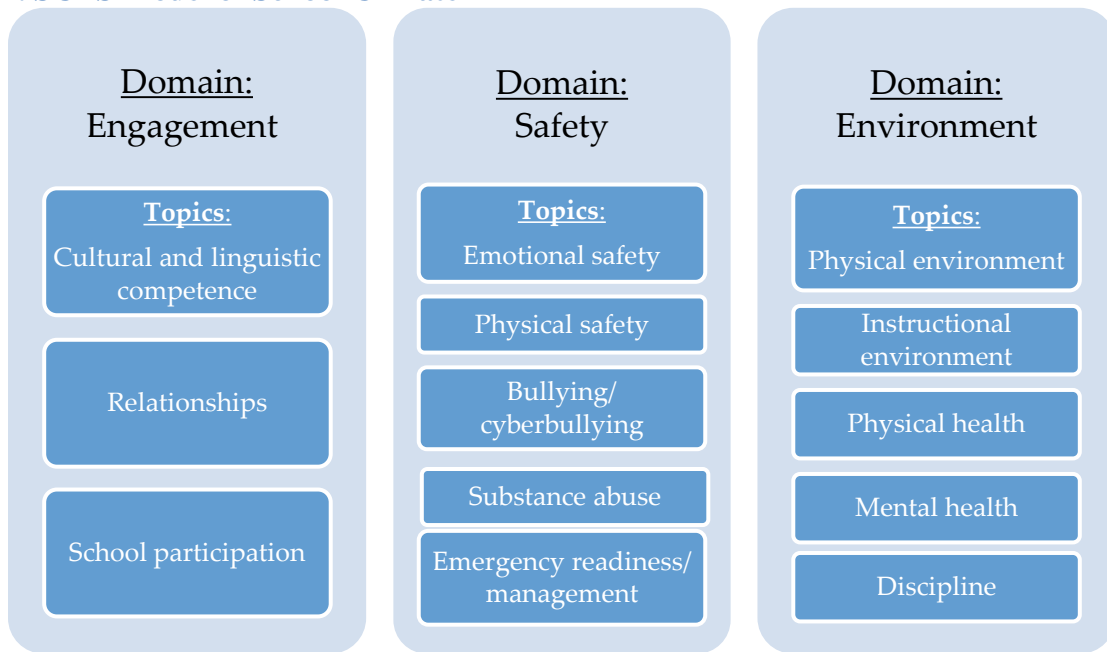 Domain:
Engagement
Topics:
Cultural and linguistic
competence
Relationships
School participation
Domain:
Safety
Topics:
Emotional safety
Physical safety
Bullying/
cyberbullying
Substance abuse
Emergency readiness/
management
Domain:
Environment
Topics:
Physical environment
Instructional
environment
Physical health
Mental health
Discipline